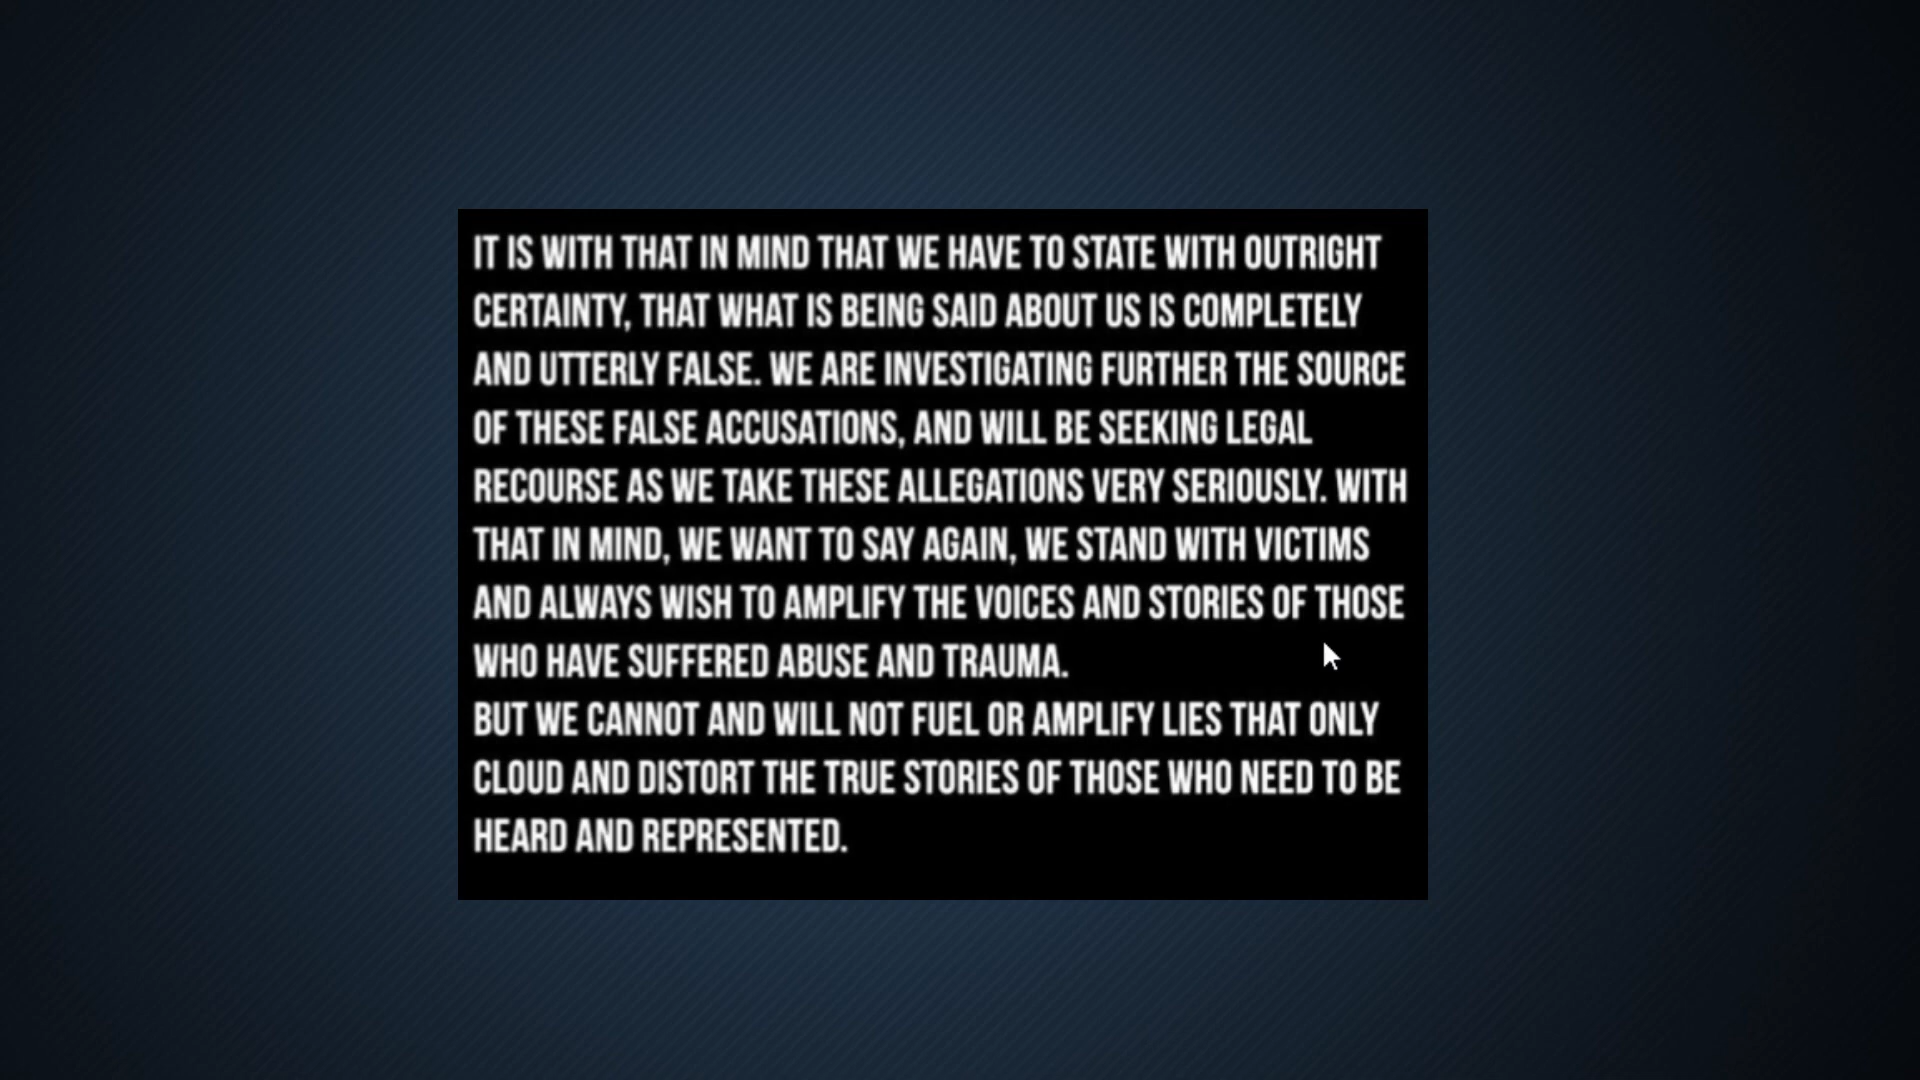 IT IS WITH THAT IN MIND THAT WE HAVE TO STATE WITH OUTRIGHT
CERTAINTY, THAT WHAT IS BEING SAID ABOUT US IS COMPLETELY
AND UTTERLY FALSE. WE ARE INVESTIGATING FURTHER THE SOURCE
OF THESE FALSE ACCUSATIONS, AND WILL BE SEEKING LEGAL
RECOURSE AS WE TAKE THESE ALLEGATIONS VERY SERIOUSLY. WITH
THAT IN MIND, WE WANT TO SAY AGAIN, WE STAND WITH VICTIMS
AND ALWAYS WISH TO AMPLIFY THE VOICES AND STORIES OF THOSE
WHO HAVE SUFFERED ABUSE AND TRAUMA.
BUT WE CANNOT AND WILL NOT FUEL OR AMPLIFY LIES THAT ONLY
CLOUD AND DISTORT THE TRUE STORIES OF THOSE WHO NEED TO BE
HEARD AND REPRESENTED.